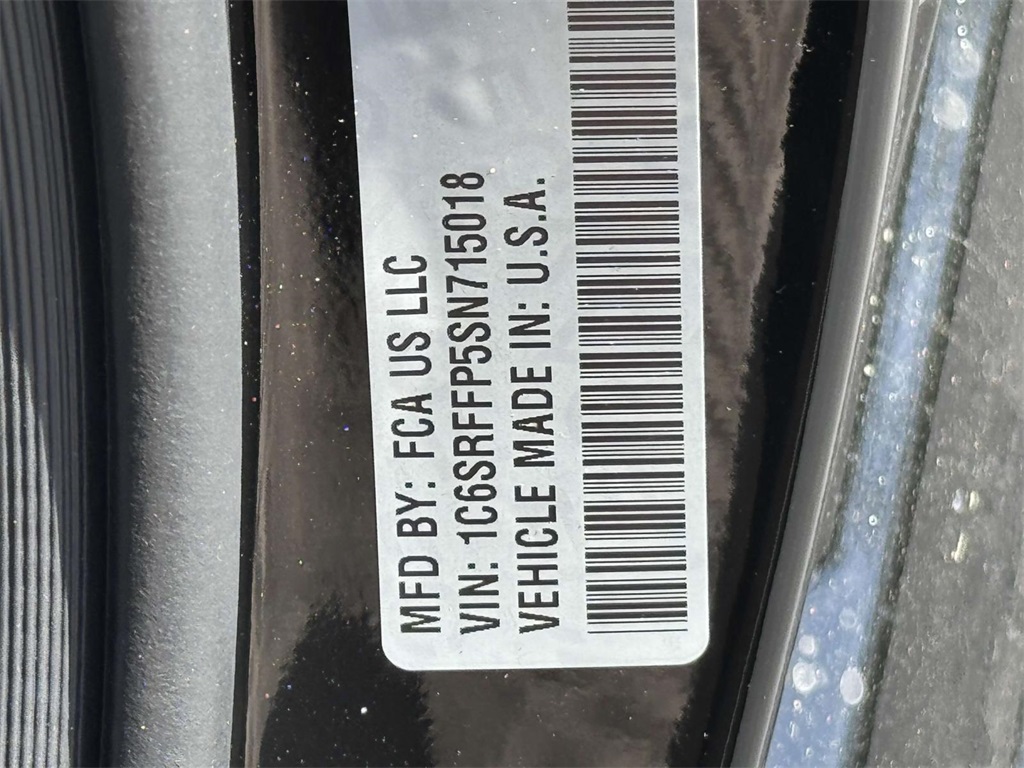 MFD BY: FCA US LLC
VIN: 1C6SRFFP5SN715018
VEHICLE MADE IN: U.S.A.